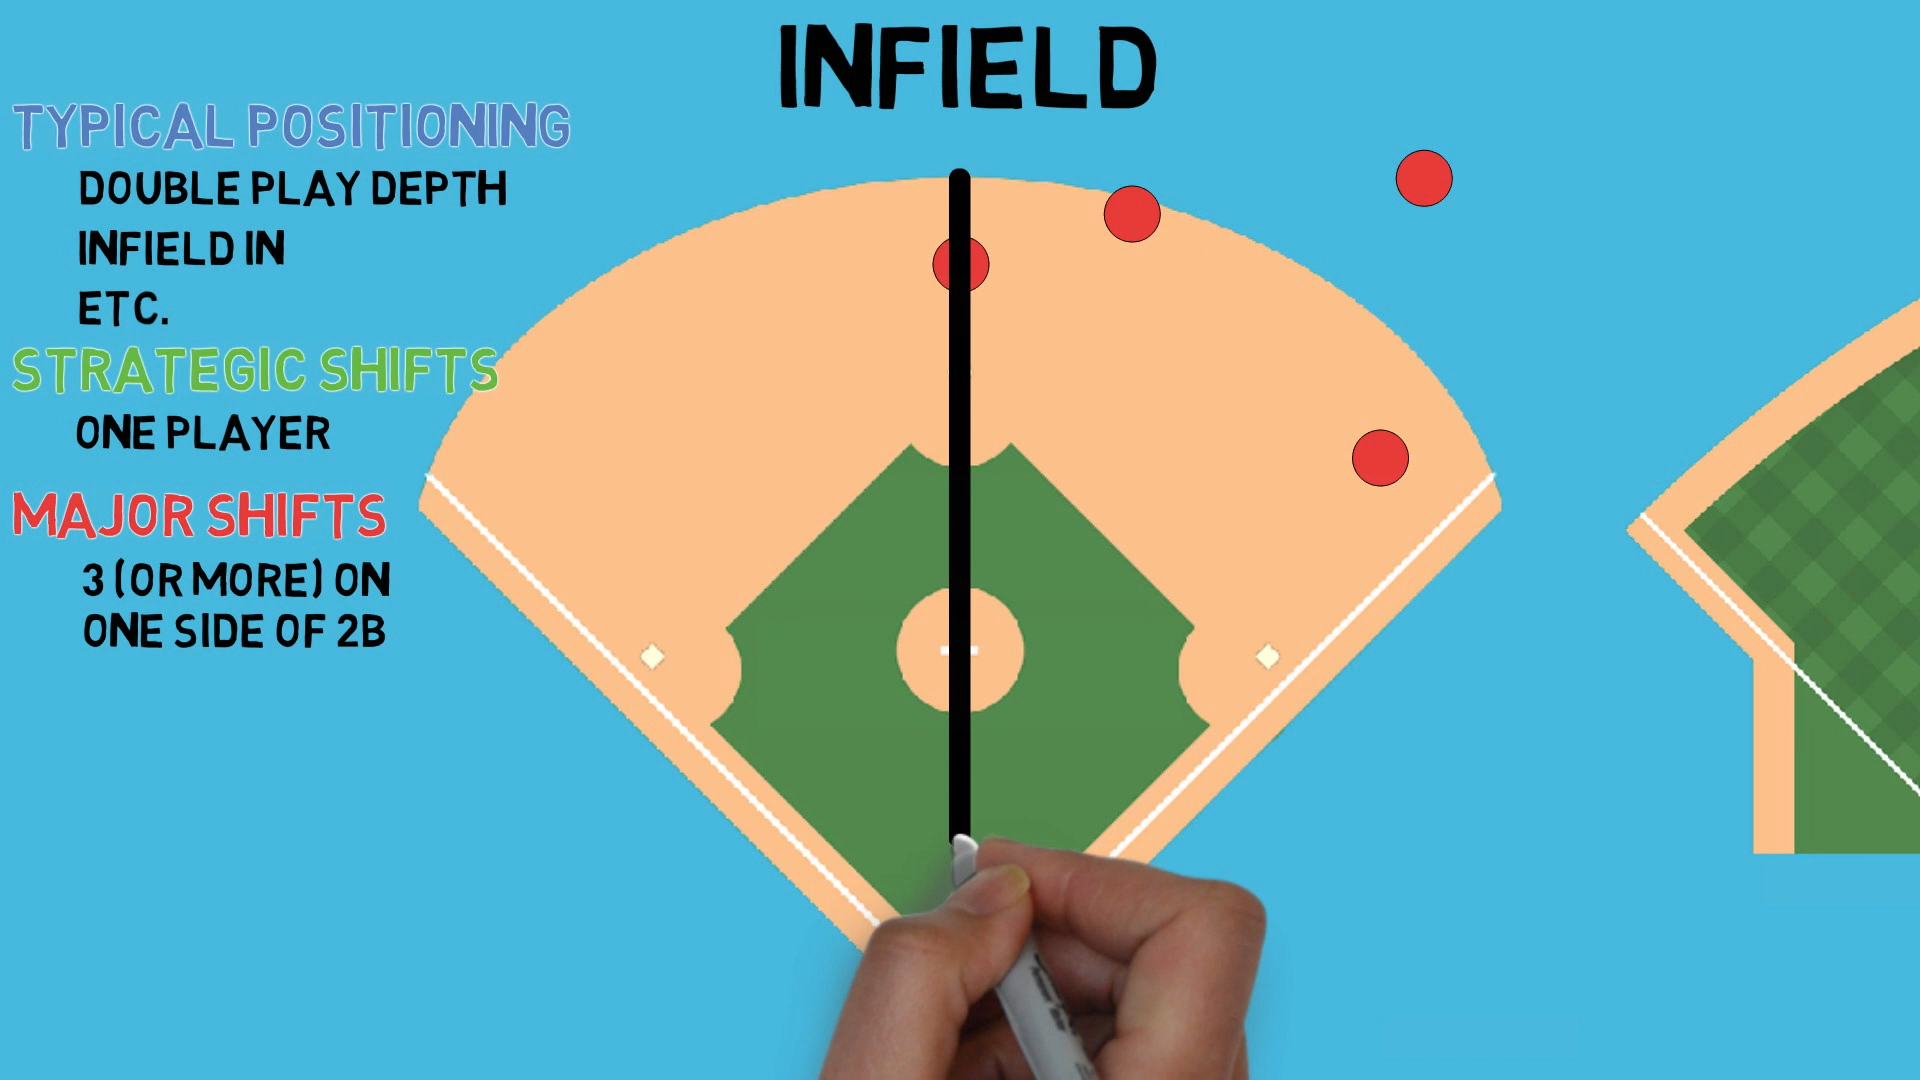 INFIELD
TYPICAL POSITIONING
DOUBLE PLAY DEPTH
INFIELD IN
ETC.
STRATEGIC SHIFTS
ONE PLAYER
MAJOR SHIFTS
3 (OR MORE) ON
ONE SIDE OF 2B